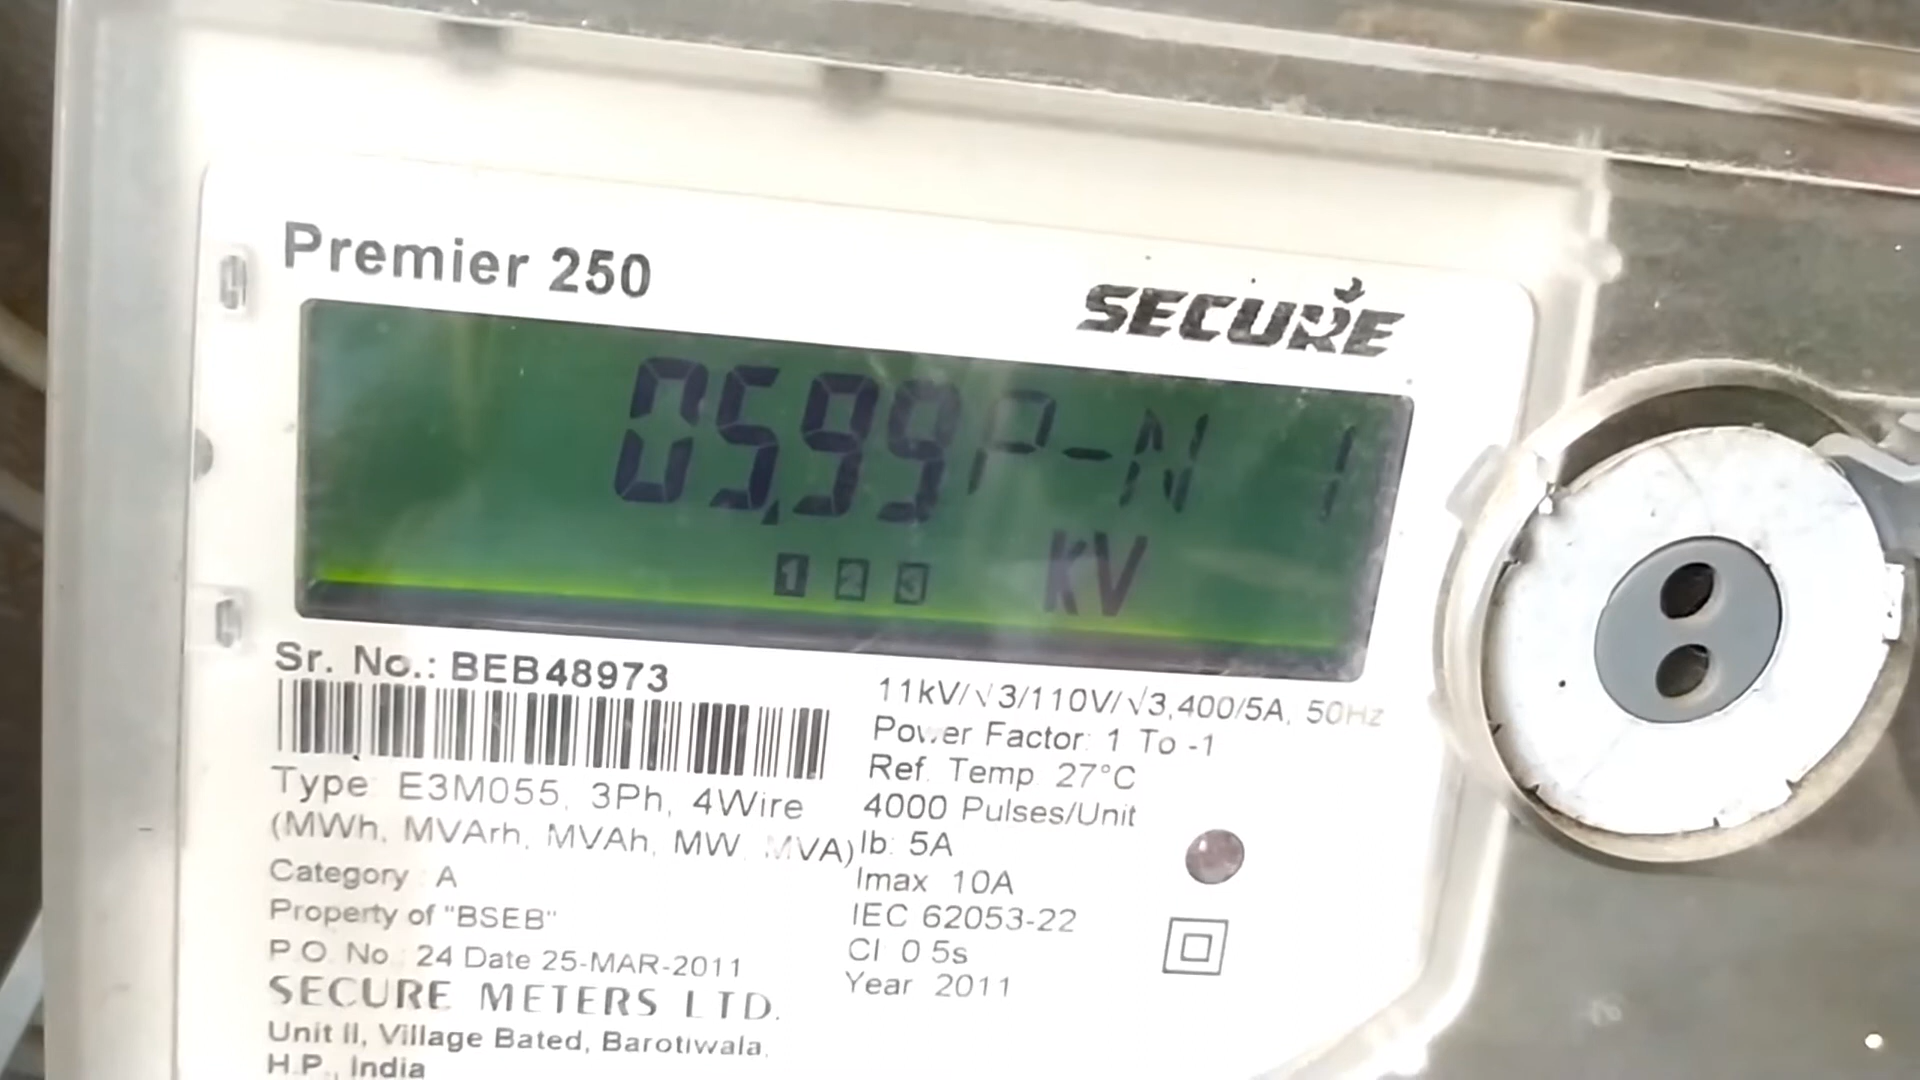 Premier 250
SECURE
05.99 P-N 1
1 2 3 kV
Sr. No.: BEB48973
Type: E3M055, 3Ph, 4Wire
(MWh, MVArh, MVAh, MW, MVA)
Category : A
Property of "BSEB"
P.O. No.: 24 Date 25-MAR-2011
SECURE METERS LTD.
Unit II, Village Bated, Barotiwala,
H.P., India
11kV/√3/110V/√3,400/5A, 50Hz
Power Factor: 1 To -1
Ref. Temp. 27°C
4000 Pulses/Unit
Ib: 5A
Imax 10A
IEC 62053-22
Cl 0.5s
Year 2011